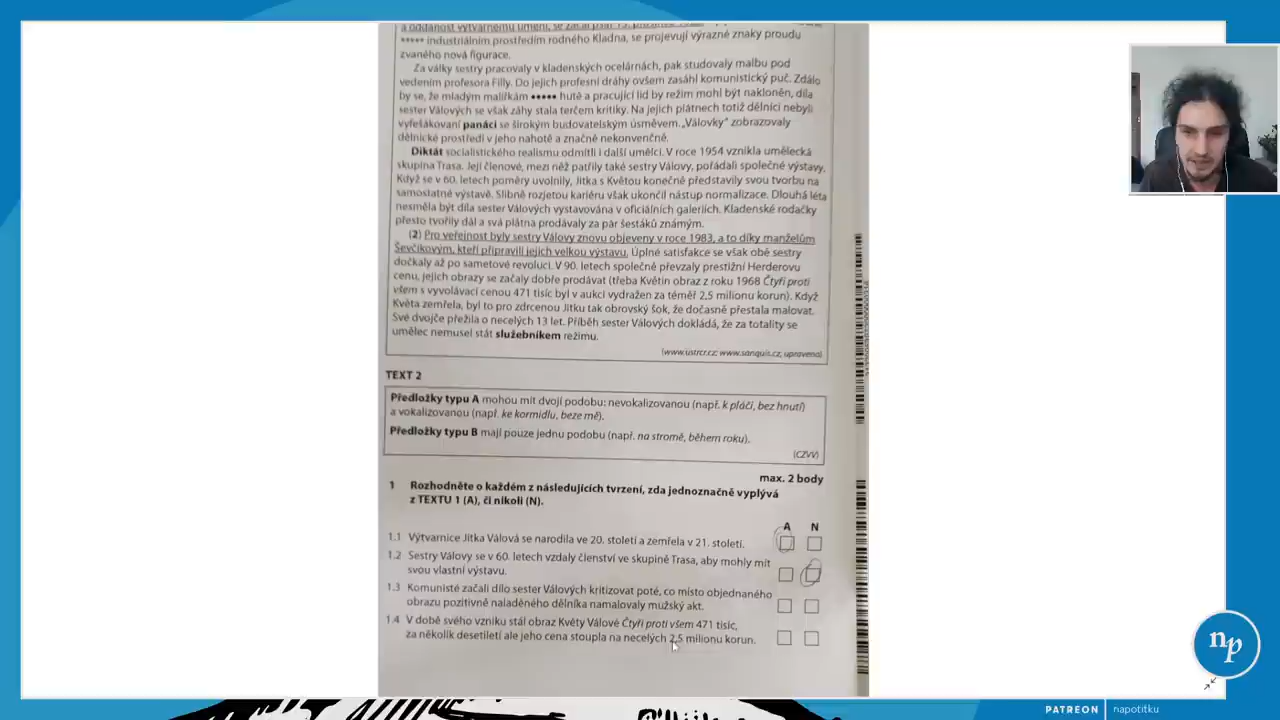 a oddanost výtvarnému umění, se začal psát
***** industriálním prostředím rodného Kladna, se projevují výrazné znaky proudu
zvaného nová figurace.
Za války sestry pracovaly v kladenských ocelárnách, pak studovaly malbu pod
vedením profesora Filly. Do jejich profesní dráhy ovšem zasáhl komunistický puč. Zdálo
by se, že mladým malířkám ***** hutě a pracující lid by režim mohl být nakloněn, díla
sester Válových se však záhy stala terčem kritiky. Na jejich plátnech totiž dělníci nebyli
vyfešákovaní panáci se širokým budovatelským úsměvem. „Válovky" zobrazovaly
dělnické prostředí v jeho nahotě a značně nekonvenčně.
Diktát socialistického realismu odmítli i další umělci. V roce 1954 vznikla umělecká
skupina Trasa. Její členové, mezi něž patřily také sestry Válovy, pořádali společné výstavy.
Když se v 60. letech poměry uvolnily, Jitka s Květou konečně představily svou tvorbu na
samostatné výstavě. Slibně rozjetou kariéru však ukončil nástup normalizace. Dlouhá léta
nesměla být díla sester Válových vystavována v oficiálních galeriích. Kladenské rodačky
přesto tvořily dál a svá plátna prodávaly za pár šestáků známým.
(2) Pro veřejnost byly sestry Válovy znovu objeveny v roce 1983, a to díky manželům
Ševčíkovým, kteří připravili jejich velkou výstavu. Úplné satisfakce se však obě sestry
dočkaly až po sametové revoluci. V 90. letech společně převzaly prestižní Herderovu
cenu, jejich obrazy se začaly dobře prodávat (třeba Květin obraz z roku 1968 Čtyři proti
všem s vyvolávací cenou 471 tisíc byl v aukci vydražen za téměř 2,5 milionu korun). Když
Květa zemřela, byl to pro zdrcenou Jitku tak obrovský šok, že dočasně přestala malovat.
Své dvojče přežila o necelých 13 let. Příběh sester Válových dokládá, že za totality se
umělec nemusel stát služebníkem režimu.
(www.ustrcr.cz; www.sanquis.cz, upraveno)
TEXT 2
Předložky typu A mohou mít dvojí podobu: nevokalizovanou (např. k pláči, bez hnutí)
a vokalizovanou (např. ke kormidlu, beze mě).
Předložky typu B mají pouze jednu podobu (např. na stromě, během roku).
(CZVV)
max. 2 body
1 Rozhodněte o každém z následujících tvrzení, zda jednoznačně vyplývá
z TEXTU 1 (A), či nikoli (N).
A N
1.1 Výtvarnice Jitka Válová se narodila ve 20. století a zemřela v 21. století.
1.2 Sestry Válovy se v 60. letech vzdaly členství ve skupině Trasa, aby mohly mít
svou vlastní výstavu.
1.3 Komunisté začali dílo sester Válových kritizovat poté, co místo objednaného
obrazu pozitivně naladěného dělníka namalovaly mužský akt.
1.4 V době svého vzniku stál obraz Květy Válové Čtyři proti všem 471 tisíc,
za několik desetiletí ale jeho cena stoupla na necelých 2,5 milionu korun.
np
PATREON | napotitku